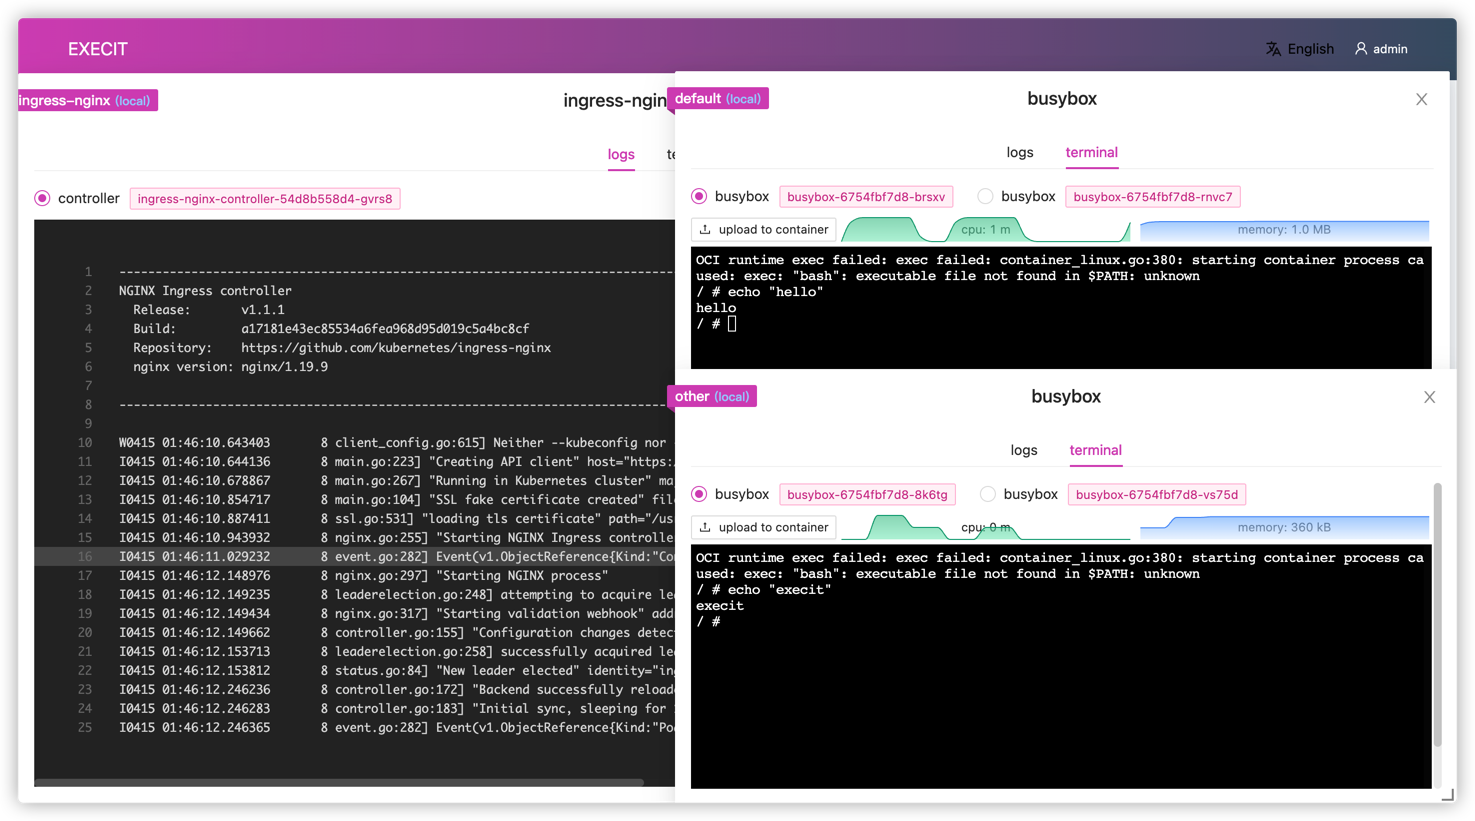 EXECIT
English
admin
ingress-nginx (local)
ingress-ngin
logs
controller
ingress-nginx-controller-54d8b558d4-gvrs8
1 --------------------------------------------------------------------------------
2 NGINX Ingress controller
3 Release: v1.1.1
4 Build: a17181e43ec85534a6fea968d95d019c5a4bc8cf
5 Repository: https://github.com/kubernetes/ingress-nginx
6 nginx version: nginx/1.19.9
7
8 --------------------------------------------------------------------------------
9
10 W0415 01:46:10.643403 8 client_config.go:615] Neither --kubeconfig nor
11 I0415 01:46:10.644136 8 main.go:223] "Creating API client" host="https:
12 I0415 01:46:10.678867 8 main.go:267] "Running in Kubernetes cluster" ma
13 I0415 01:46:10.854717 8 main.go:104] "SSL fake certificate created" fil
14 I0415 01:46:10.887411 8 ssl.go:531] "loading tls certificate" path="/us
15 I0415 01:46:10.943932 8 nginx.go:255] "Starting NGINX Ingress controlle
16 I0415 01:46:11.029232 8 event.go:282] Event(v1.ObjectReference{Kind:"Co
17 I0415 01:46:12.148976 8 nginx.go:297] "Starting NGINX process"
18 I0415 01:46:12.149235 8 leaderelection.go:248] attempting to acquire le
19 I0415 01:46:12.149434 8 nginx.go:317] "Starting validation webhook" add
20 I0415 01:46:12.149662 8 controller.go:155] "Configuration changes detec
21 I0415 01:46:12.153713 8 leaderelection.go:258] successfully acquired le
22 I0415 01:46:12.153812 8 status.go:84] "New leader elected" identity="in
23 I0415 01:46:12.246236 8 controller.go:172] "Backend successfully reload
24 I0415 01:46:12.246283 8 controller.go:183] "Initial sync, sleeping for
25 I0415 01:46:12.246365 8 event.go:282] Event(v1.ObjectReference{Kind:"Po
default (local)
busybox
logs
terminal
busybox
busybox-6754fbf7d8-brsxv
busybox
busybox-6754fbf7d8-rnvc7
upload to container
cpu: 1 m
memory: 1.0 MB
OCI runtime exec failed: exec failed: container_linux.go:380: starting container process ca
used: exec: "bash": executable file not found in $PATH: unknown
/ # echo "hello"
hello
/ #
other (local)
busybox
logs
terminal
busybox
busybox-6754fbf7d8-8k6tg
busybox
busybox-6754fbf7d8-vs75d
upload to container
cpu: 0 m
memory: 360 kB
OCI runtime exec failed: exec failed: container_linux.go:380: starting container process ca
used: exec: "bash": executable file not found in $PATH: unknown
/ # echo "execit"
execit
/ #